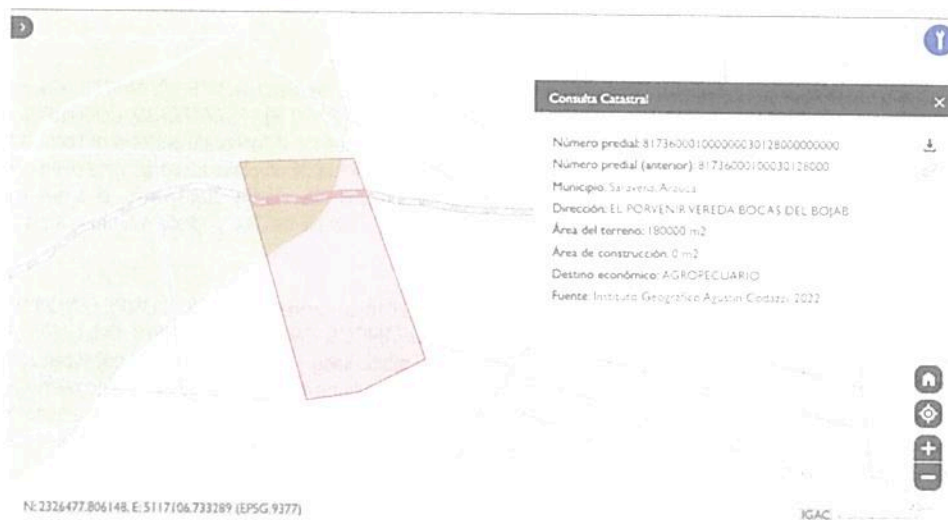 Consulta Catastral
Número predial: 817360001000000030128000000000
Número predial (anterior): 81736000100030128000
Municipio: Saravena, Arauca
Dirección: EL PORVENIR VEREDA BOCAS DEL BOJAB
Área del terreno: 180000 m2
Área de construcción: 0 m2
Destino económico: AGROPECUARIO
Fuente: Instituto Geográfico Agustín Codazzi, 2022
N: 2326477.806148, E: 5117106.733289 (EPSG:9377)
IGAC